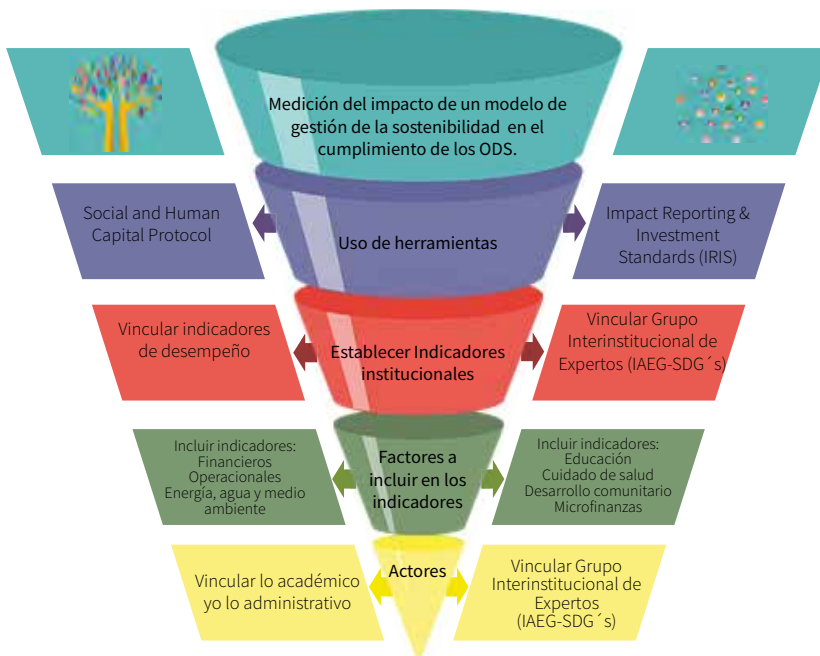 Medición del impacto de un modelo de
gestión de la sostenibilidad en el
cumplimiento de los ODS.
Social and Human
Capital Protocol
Uso de herramientas
Impact Reporting &
Investment
Standards (IRIS)
Vincular indicadores
de desempeño
Establecer Indicadores
institucionales
Vincular Grupo
Interinstitucional de
Expertos (IAEG-SDG´s)
Incluir indicadores:
Financieros
Operacionales
Energía, agua y medio
ambiente
Factores a
incluir en los
indicadores
Incluir indicadores:
Educación
Cuidado de salud
Desarrollo comunitario
Microfinanzas
Vincular lo académico
yo lo administrativo
Actores
Vincular Grupo
Interinstitucional de
Expertos
(IAEG-SDG´s)